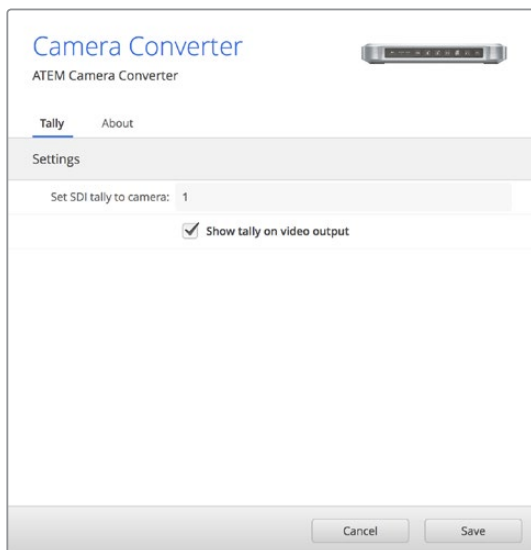 Camera Converter
ATEM Camera Converter
Tally About
Settings
Set SDI tally to camera: 1
Show tally on video output
Cancel Save